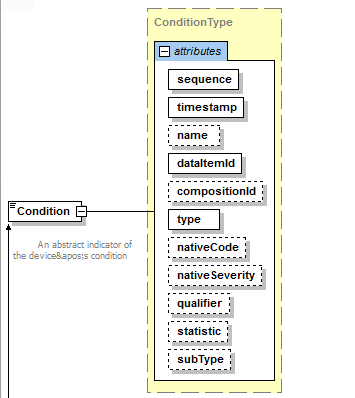 ConditionType
attributes
sequence
timestamp
name
dataItemId
compositionId
type
nativeCode
nativeSeverity
qualifier
statistic
subType
Condition
An abstract indicator of
the device&apos;s condition